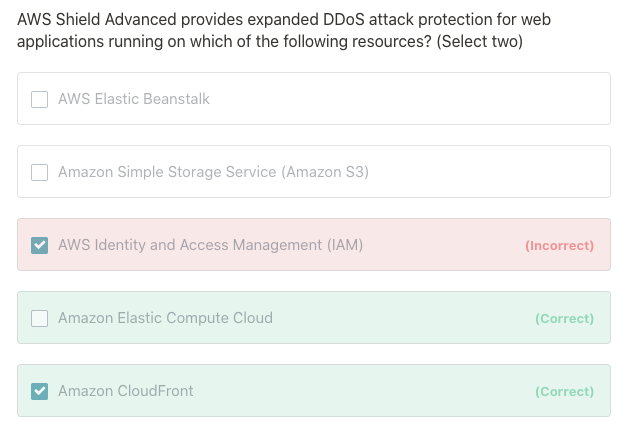 AWS Shield Advanced provides expanded DDoS attack protection for web
applications running on which of the following resources? (Select two)
AWS Elastic Beanstalk
Amazon Simple Storage Service (Amazon S3)
AWS Identity and Access Management (IAM) (Incorrect)
Amazon Elastic Compute Cloud (Correct)
Amazon CloudFront (Correct)